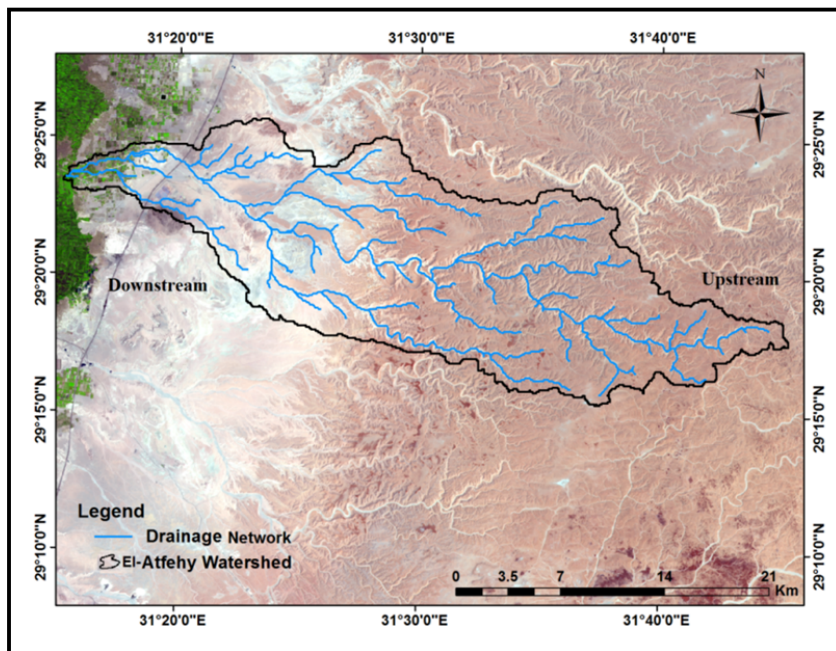 31°20'0"E 31°30'0"E 31°40'0"E
N
29°25'0"N 29°25'0"N
29°20'0"N 29°20'0"N
Upstream
Downstream
29°15'0"N 29°15'0"N
Legend
Drainage Network
El-Atfehy Watershed
29°10'0"N 29°10'0"N
0 3.5 7 14 21
Km
31°20'0"E 31°30'0"E 31°40'0"E